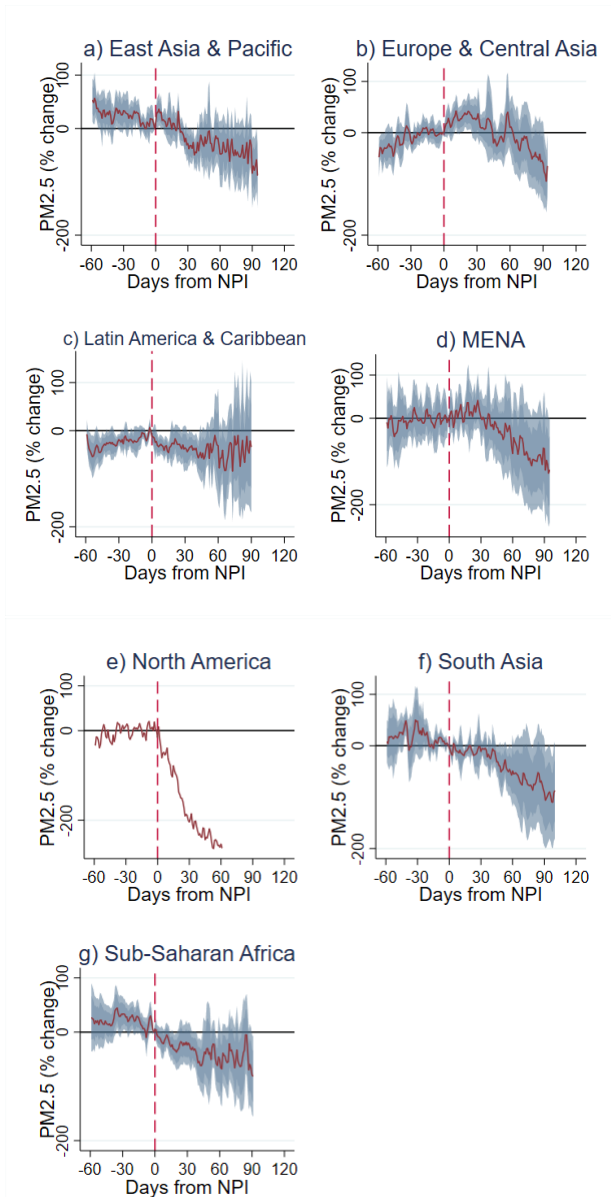 a) East Asia & Pacific
PM2.5 (% change)
100
0
-200
-60 -30 0 30 60 90 120
Days from NPI
b) Europe & Central Asia
PM2.5 (% change)
100
0
-200
-60 -30 0 30 60 90 120
Days from NPI
c) Latin America & Caribbean
PM2.5 (% change)
100
0
-200
-60 -30 0 30 60 90 120
Days from NPI
d) MENA
PM2.5 (% change)
100
0
-200
-60 -30 0 30 60 90 120
Days from NPI
e) North America
PM2.5 (% change)
100
0
-200
-60 -30 0 30 60 90 120
Days from NPI
f) South Asia
PM2.5 (% change)
100
0
-200
-60 -30 0 30 60 90 120
Days from NPI
g) Sub-Saharan Africa
PM2.5 (% change)
100
0
-200
-60 -30 0 30 60 90 120
Days from NPI